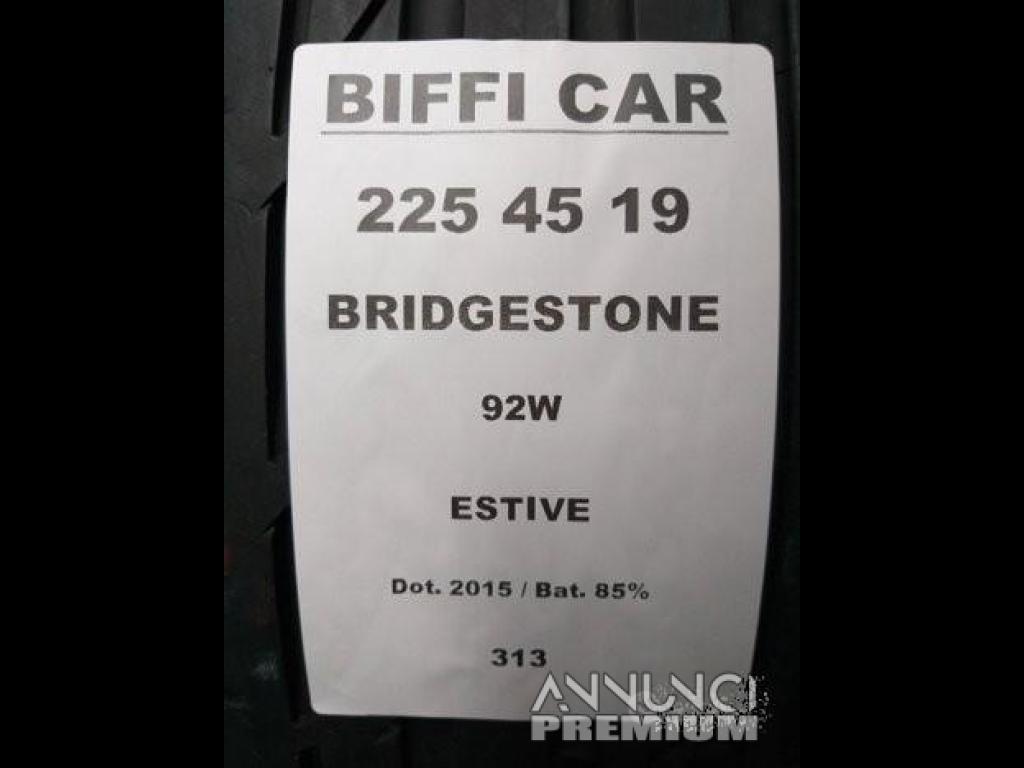 BIFFI CAR
225 45 19
BRIDGESTONE
92W
ESTIVE
Dot. 2015 / Bat. 85%
313
ANNUNCI
PREMIUM